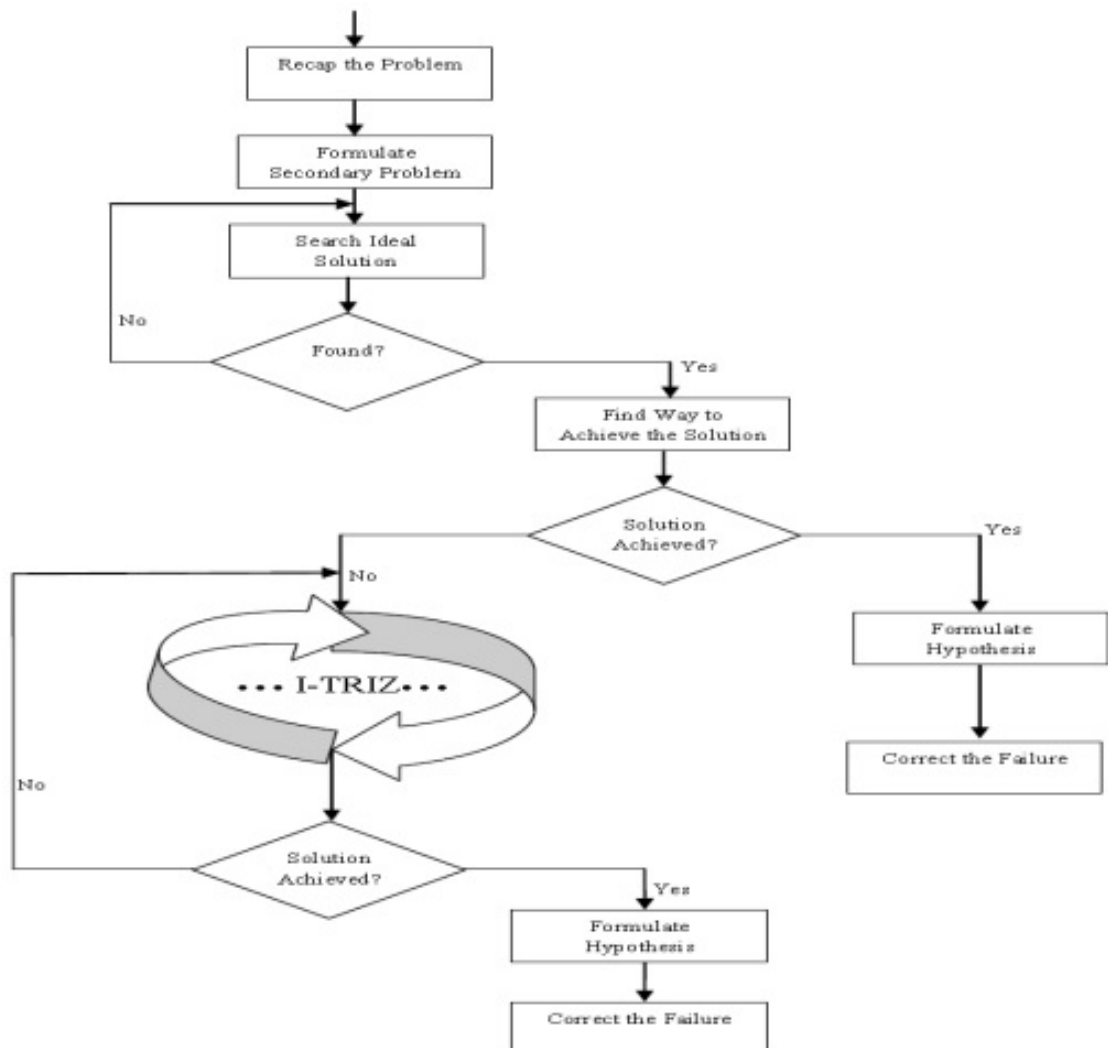 Recap the Problem
Formulate
Secondary Problem
Search Ideal
Solution
No
Found?
Yes
Find Way to
Achieve the Solution
Solution
Achieved?
Yes
No
Formulate
Hypothesis
••• I-TRIZ•••
Correct the Failure
No
Solution
Achieved?
Yes
Formulate
Hypothesis
Correct the Failure